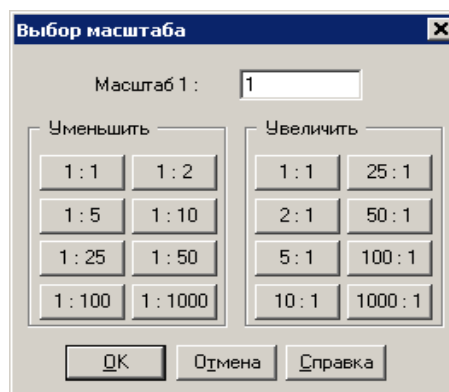 Выбор масштаба
Масштаб 1 : 1
Уменьшить Увеличить
1 : 1 1 : 2 1 : 1 25 : 1
1 : 5 1 : 10 2 : 1 50 : 1
1 : 25 1 : 50 5 : 1 100 : 1
1 : 100 1 : 1000 10 : 1 1000 : 1
OK Отмена Справка